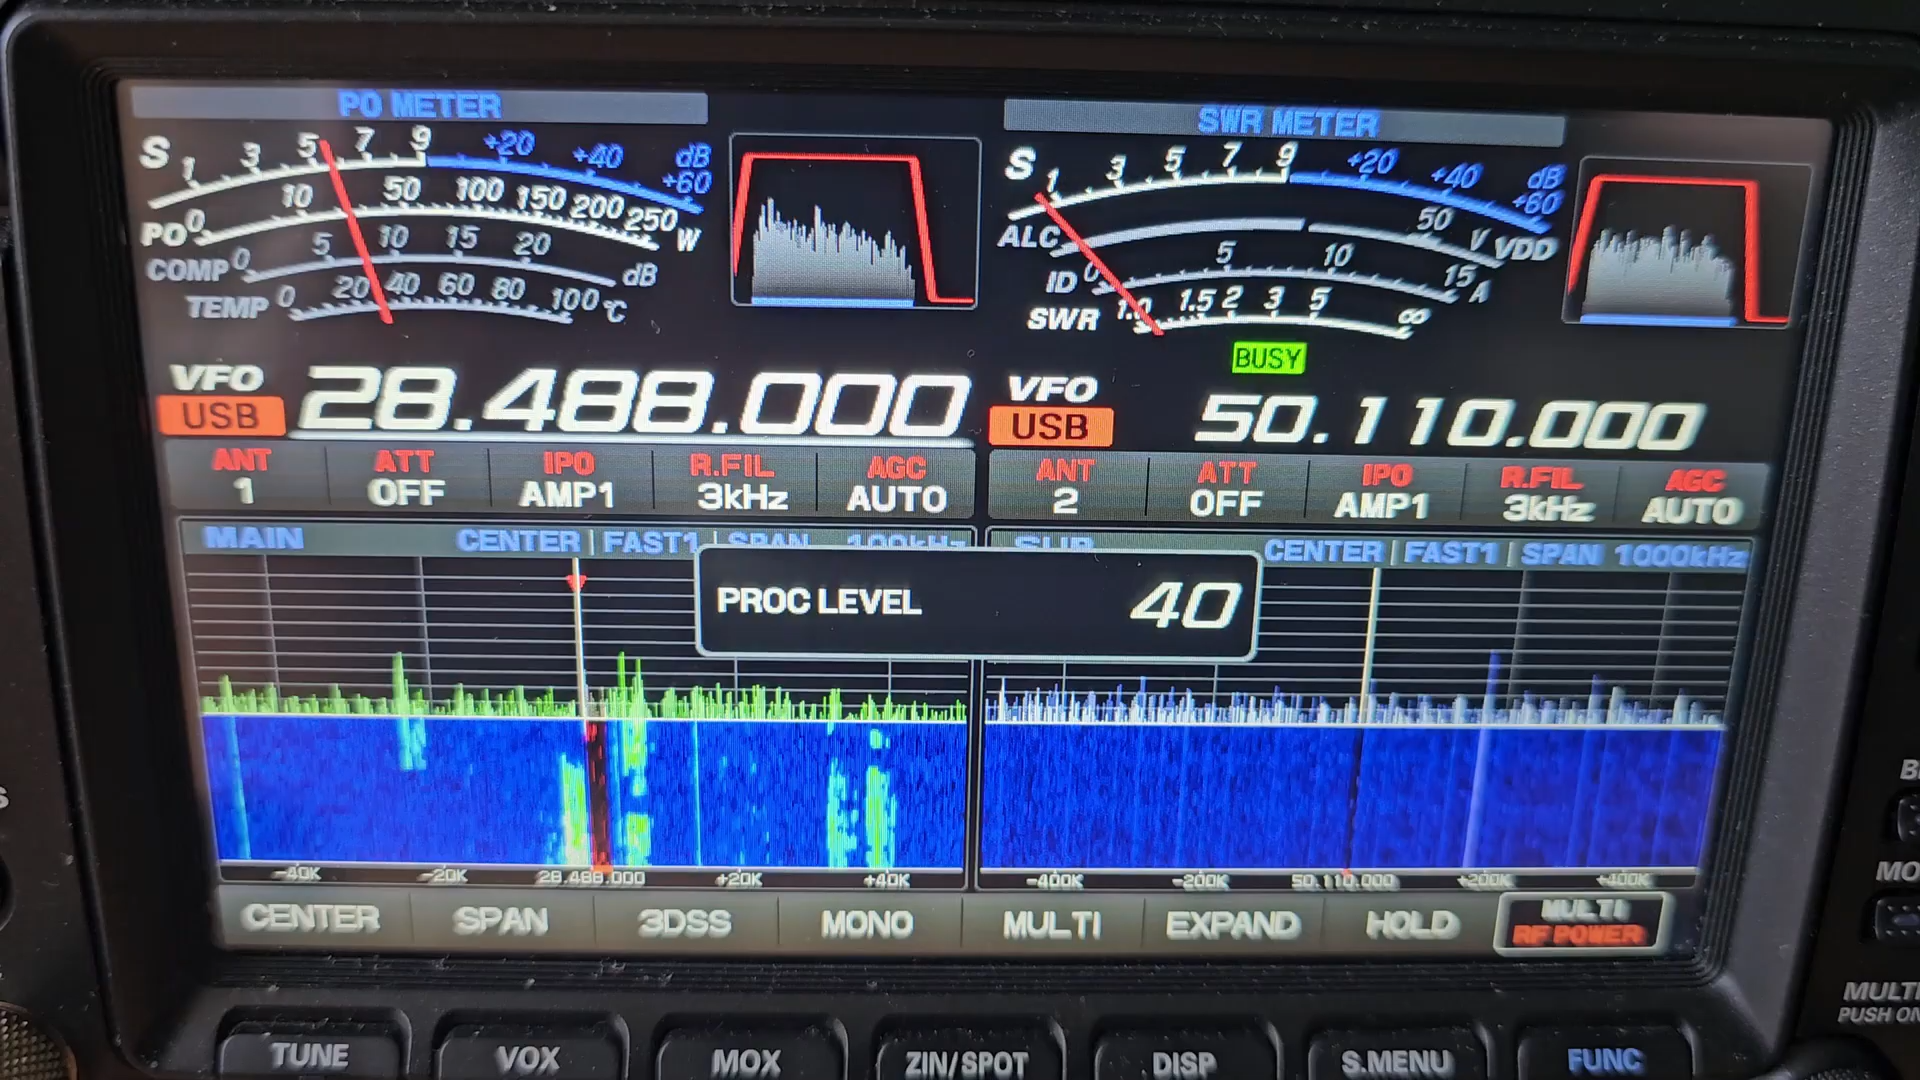 PO METER
S 1 3 5 7 9 +20 +40 +60 dB
PO 0 10 50 100 150 200 250 W
COMP 0 5 10 15 20 dB
TEMP 0 20 40 60 80 100 °C
SWR METER
S 1 3 5 7 9 +20 +40 +60 dB
ALC 50 V VDD
ID 0 5 10 15 A
SWR 1.0 1.5 2 3 5 ∞
BUSY
VFO
USB
28.488.000
VFO
USB
50.110.000
ANT ATT IPO R.FIL AGC
1 OFF AMP1 3kHz AUTO
ANT ATT IPO R.FIL AGC
2 OFF AMP1 3kHz AUTO
MAIN CENTER | FAST1 | SPAN 100kHz
SUB CENTER | FAST1 | SPAN 1000kHz
PROC LEVEL 40
-40K -20K 28.488.000 +20K +40K
-400K -200K 50.110.000 +200K +400K
CENTER SPAN 3DSS MONO MULTI EXPAND HOLD MULTI
RF POWER
TUNE VOX MOX ZIN/SPOT DISP S.MENU FUNC
PUSH ON